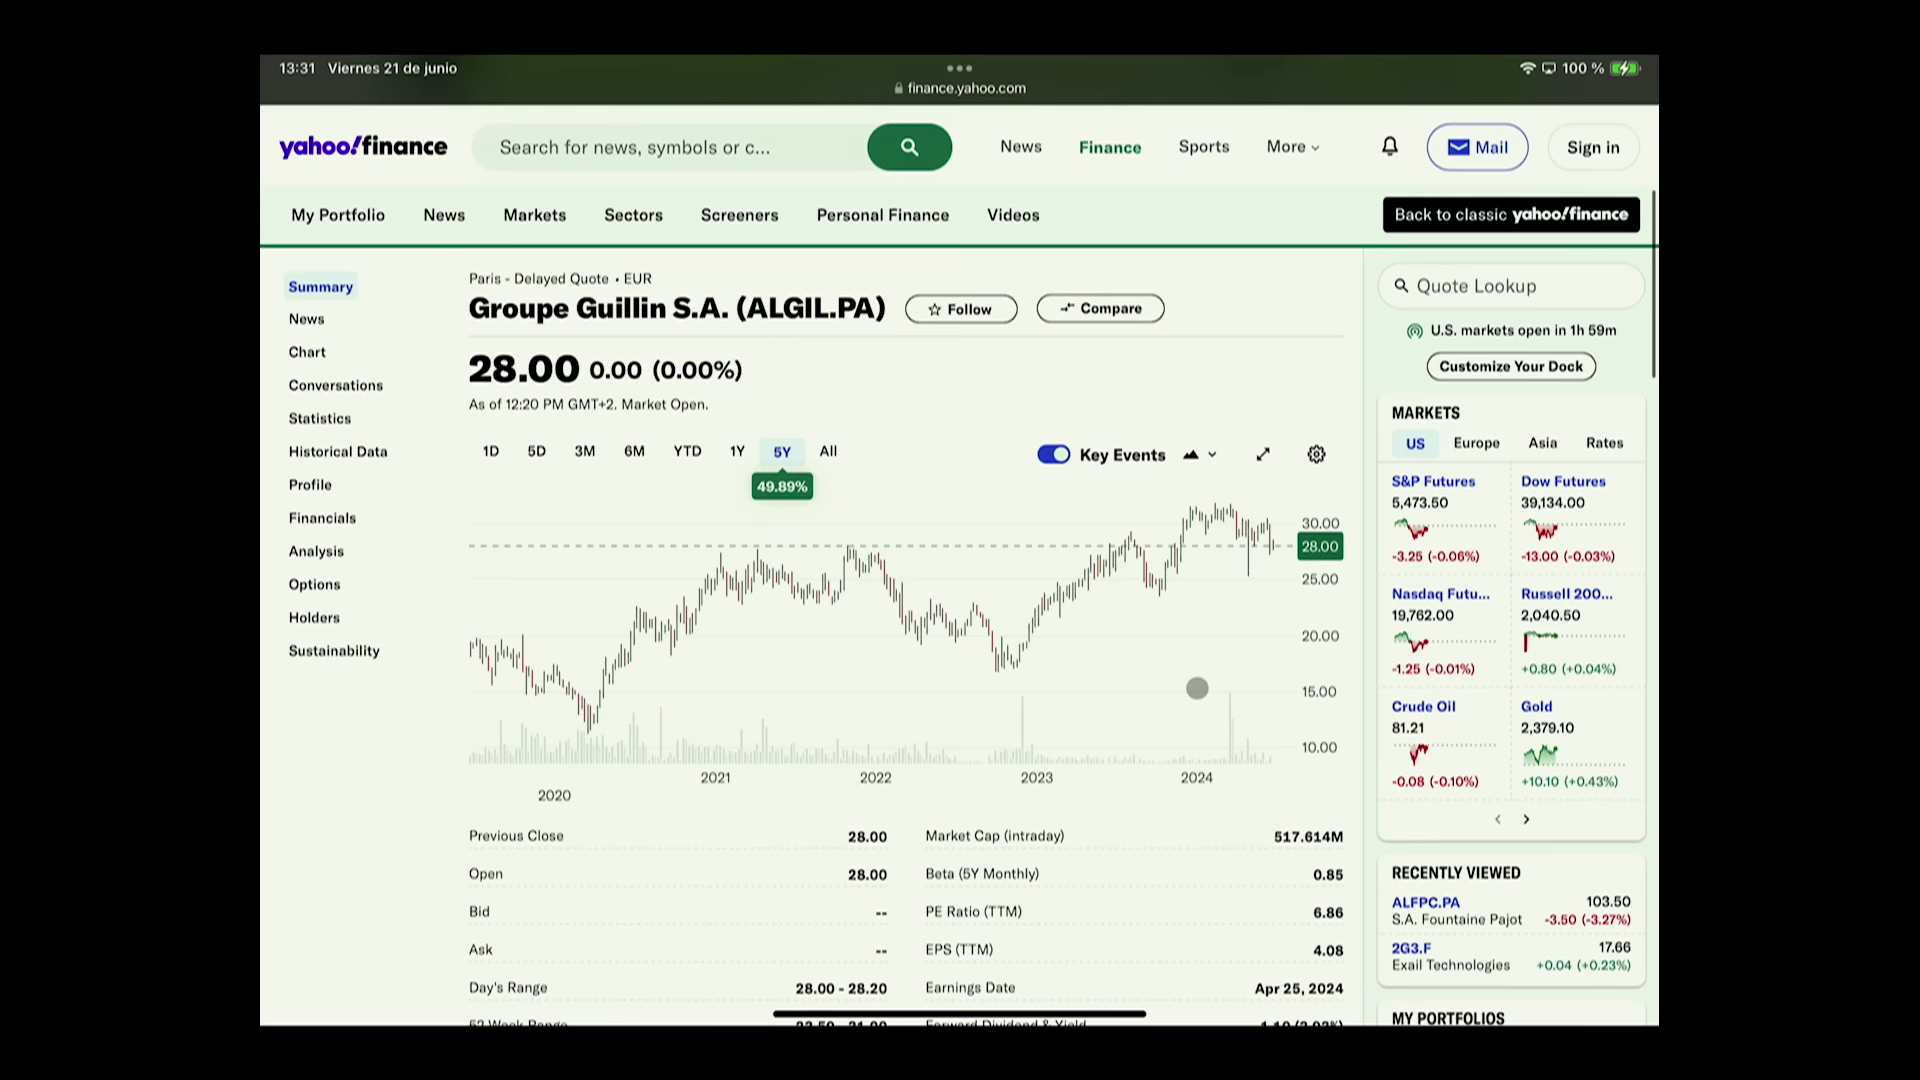 13:31 Viernes 21 de junio
100 %
finance.yahoo.com
yahoo!finance
Search for news, symbols or c...
News
Finance
Sports
More
Mail
Sign in
My Portfolio
News
Markets
Sectors
Screeners
Personal Finance
Videos
Back to classic yahoo!finance
Summary
News
Chart
Conversations
Statistics
Historical Data
Profile
Financials
Analysis
Options
Holders
Sustainability
Paris - Delayed Quote • EUR
Groupe Guillin S.A. (ALGIL.PA)
Follow
Compare
28.00 0.00 (0.00%)
As of 12:20 PM GMT+2. Market Open.
1D 5D 3M 6M YTD 1Y 5Y All
49.89%
Key Events
30.00
28.00
25.00
20.00
15.00
10.00
2020
2021
2022
2023
2024
Previous Close 28.00
Open 28.00
Bid --
Ask --
Day's Range 28.00 - 28.20
Market Cap (intraday) 517.614M
Beta (5Y Monthly) 0.85
PE Ratio (TTM) 6.86
EPS (TTM) 4.08
Earnings Date Apr 25, 2024
Quote Lookup
U.S. markets open in 1h 59m
Customize Your Dock
MARKETS
US Europe Asia Rates
S&P Futures
5,473.50
-3.25 (-0.06%)
Dow Futures
39,134.00
-13.00 (-0.03%)
Nasdaq Futu...
19,762.00
-1.25 (-0.01%)
Russell 200...
2,040.50
+0.80 (+0.04%)
Crude Oil
81.21
-0.08 (-0.10%)
Gold
2,379.10
+10.10 (+0.43%)
RECENTLY VIEWED
ALFPC.PA 103.50
S.A. Fountaine Pajot -3.50 (-3.27%)
2G3.F 17.66
Exail Technologies +0.04 (+0.23%)
MY PORTFOLIOS